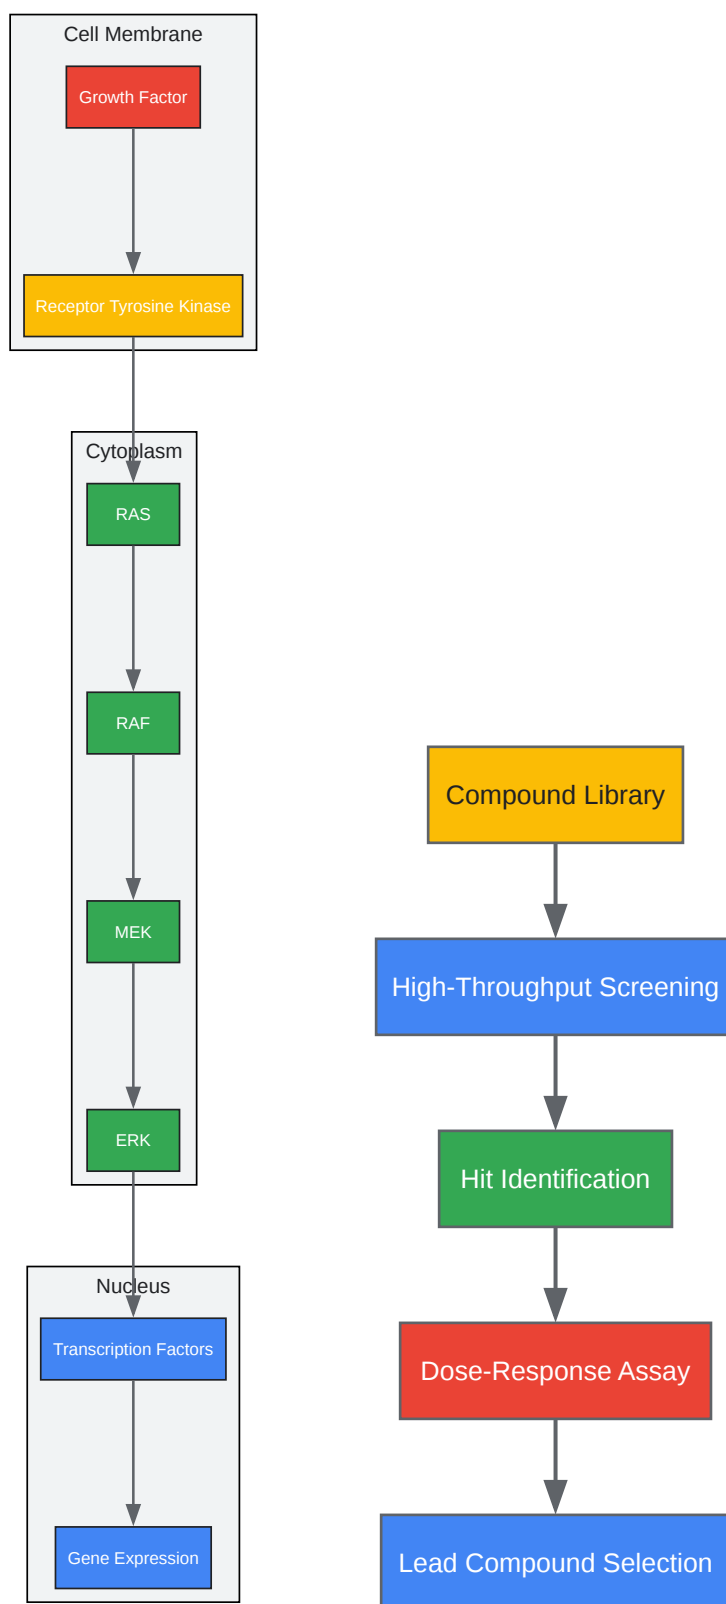 Cell Membrane
Growth Factor
Receptor Tyrosine Kinase
Cytoplasm
RAS
RAF
MEK
ERK
Nucleus
Transcription Factors
Gene Expression
Compound Library
High-Throughput Screening
Hit Identification
Dose-Response Assay
Lead Compound Selection